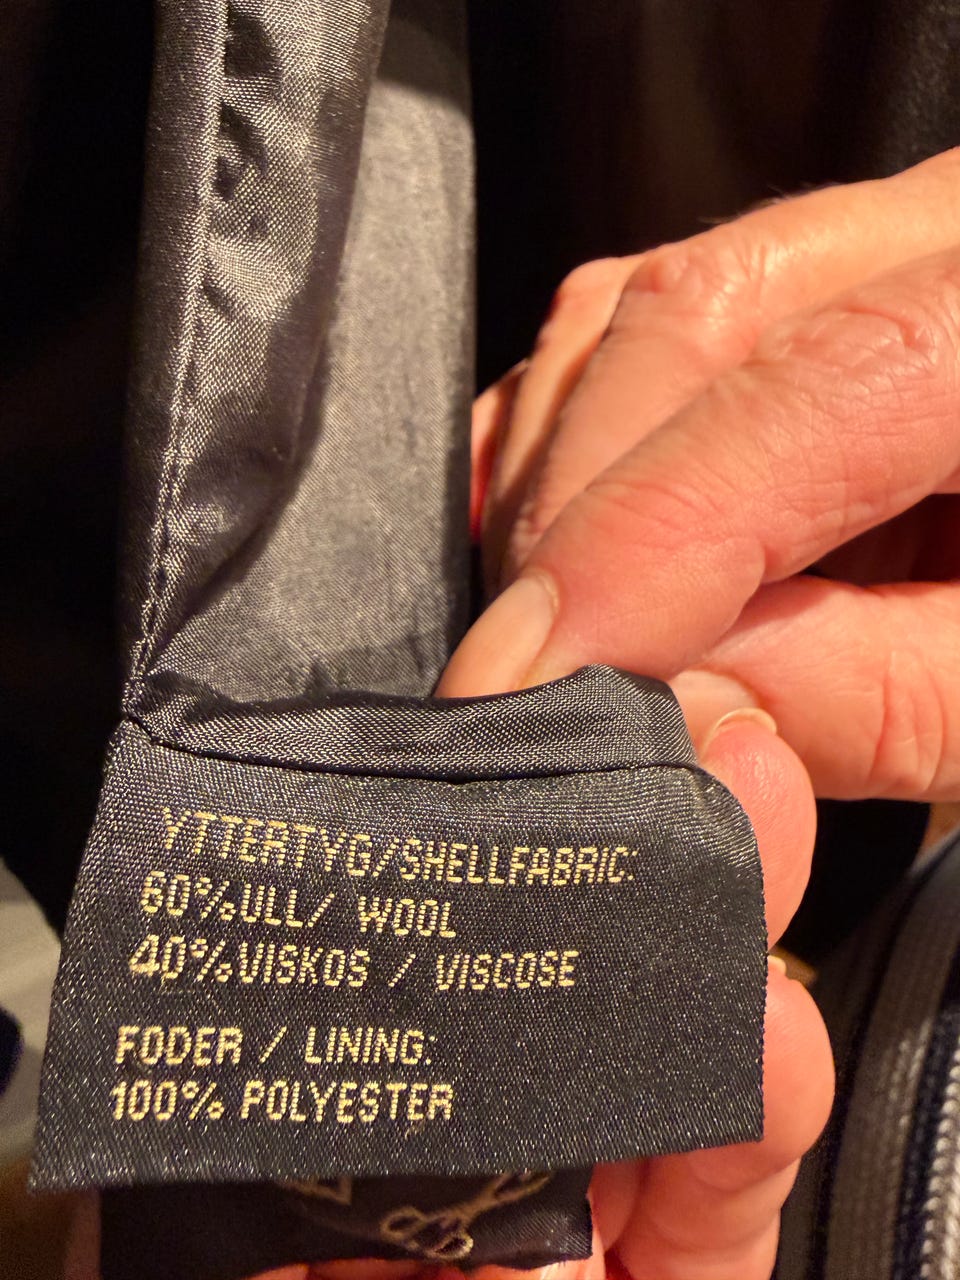 YTTERTYG/SHELLFABRIC:
60%ULL/ WOOL
40%VISKOS / VISCOSE
FODER / LINING:
100% POLYESTER